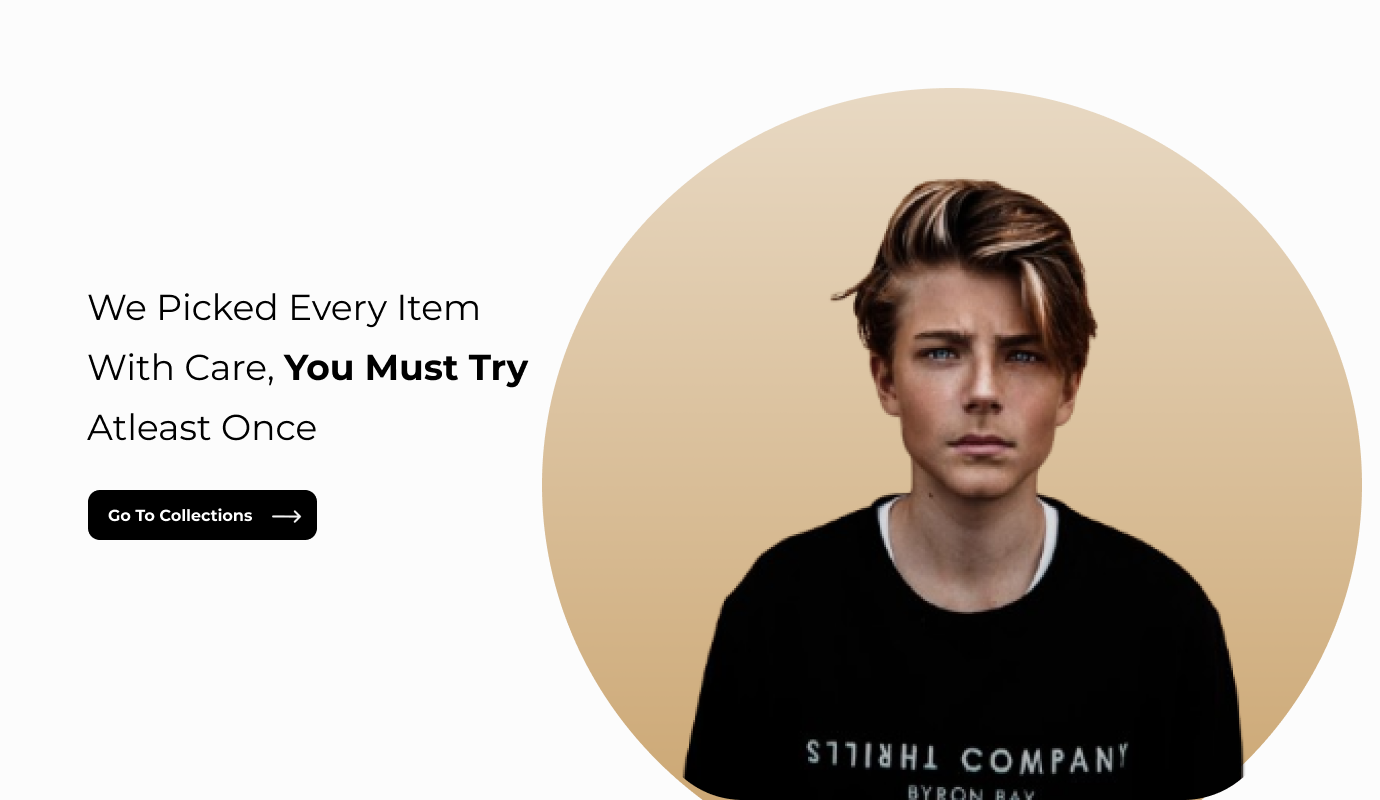 We Picked Every Item
With Care, You Must Try
Atleast Once
Go To Collections
THRILLS COMPANY
BYRON BAY